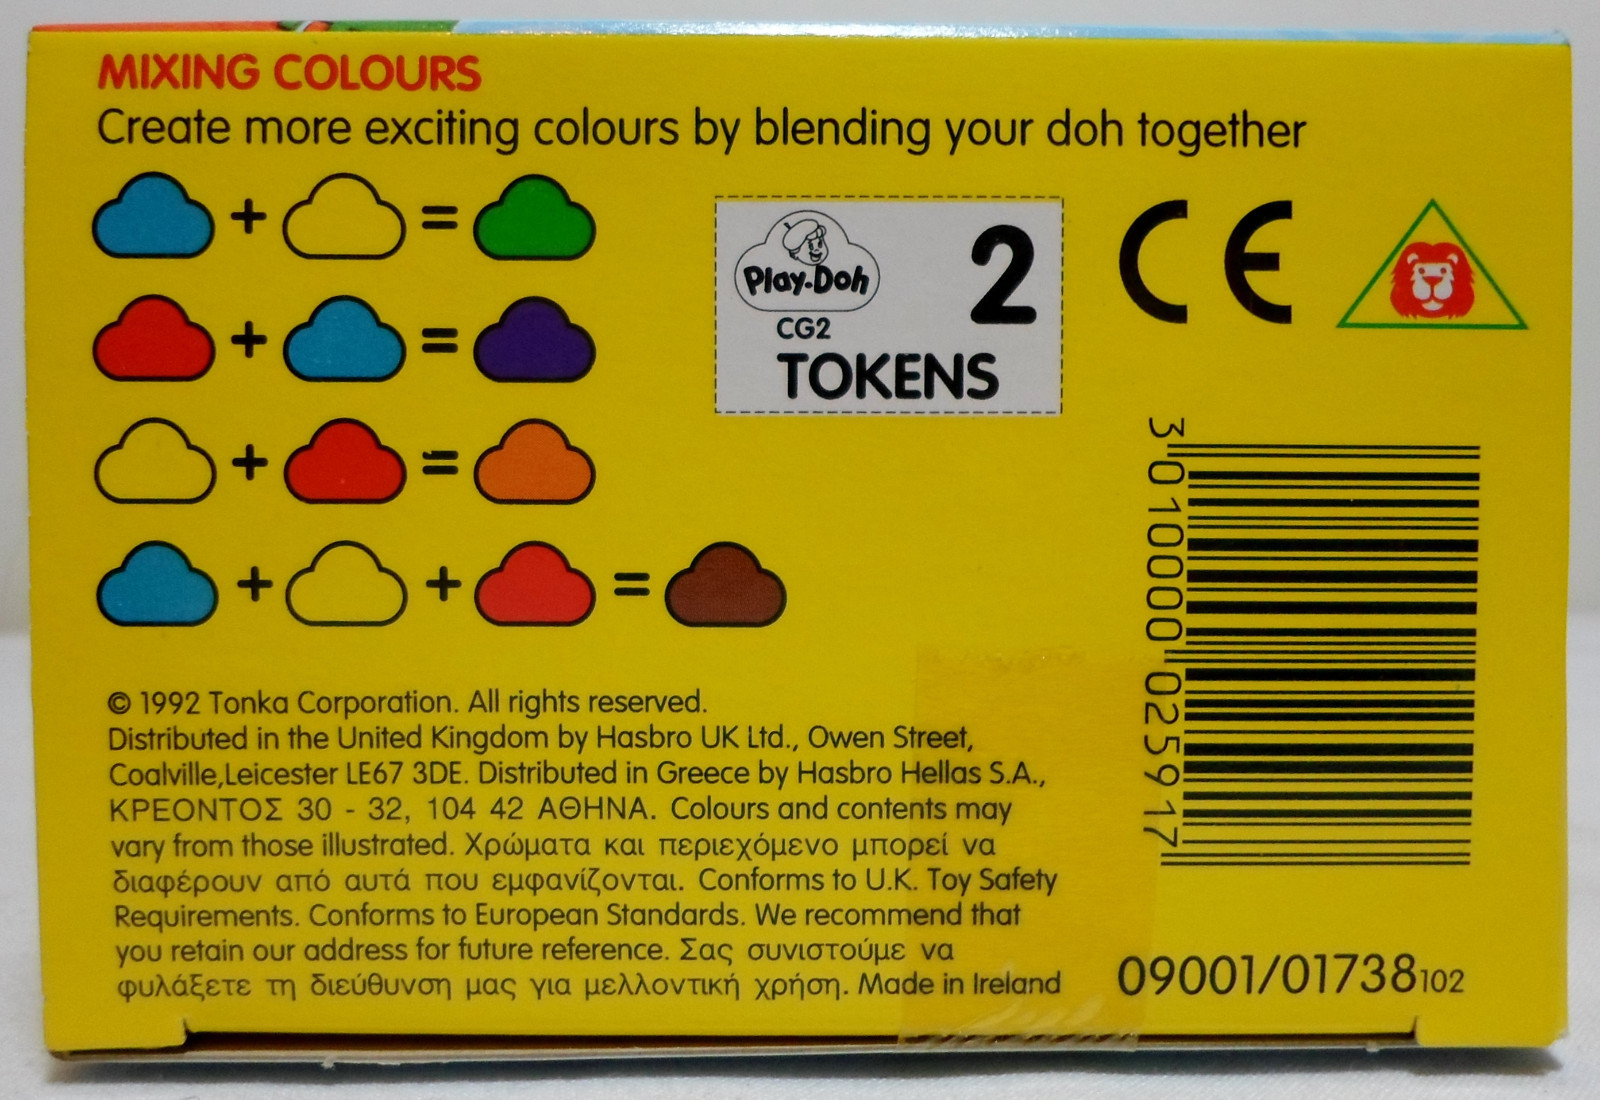 MIXING COLOURS
Create more exciting colours by blending your doh together
+ =
+ =
+ =
+ + =
Play-Doh
CG2
2
TOKENS
CE
3 010000 025917
© 1992 Tonka Corporation. All rights reserved.
Distributed in the United Kingdom by Hasbro UK Ltd., Owen Street,
Coalville,Leicester LE67 3DE. Distributed in Greece by Hasbro Hellas S.A.,
ΚΡΕΟΝΤΟΣ 30 - 32, 104 42 ΑΘΗΝΑ. Colours and contents may
vary from those illustrated. Χρώματα και περιεχόμενο μπορεί να
διαφέρουν από αυτά που εμφανίζονται. Conforms to U.K. Toy Safety
Requirements. Conforms to European Standards. We recommend that
you retain our address for future reference. Σας συνιστούμε να
φυλάξετε τη διεύθυνση μας για μελλοντική χρήση. Made in Ireland
09001/01738102